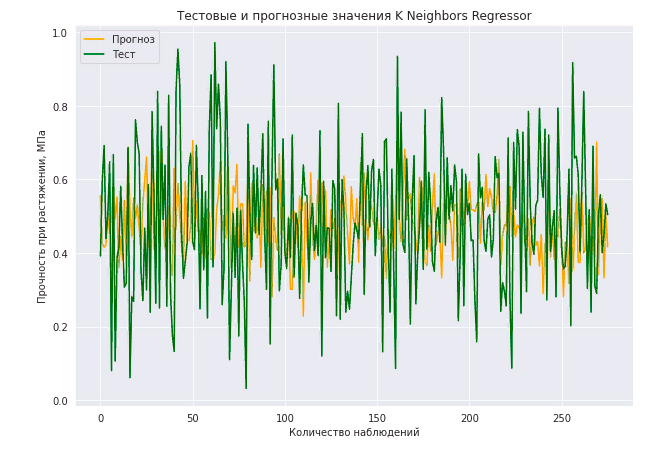 Тестовые и прогнозные значения K Neighbors Regressor
Прогноз
Тест
Прочность при растяжении, МПа
1.0
0.8
0.6
0.4
0.2
0.0
0
50
100
150
200
250
Количество наблюдений